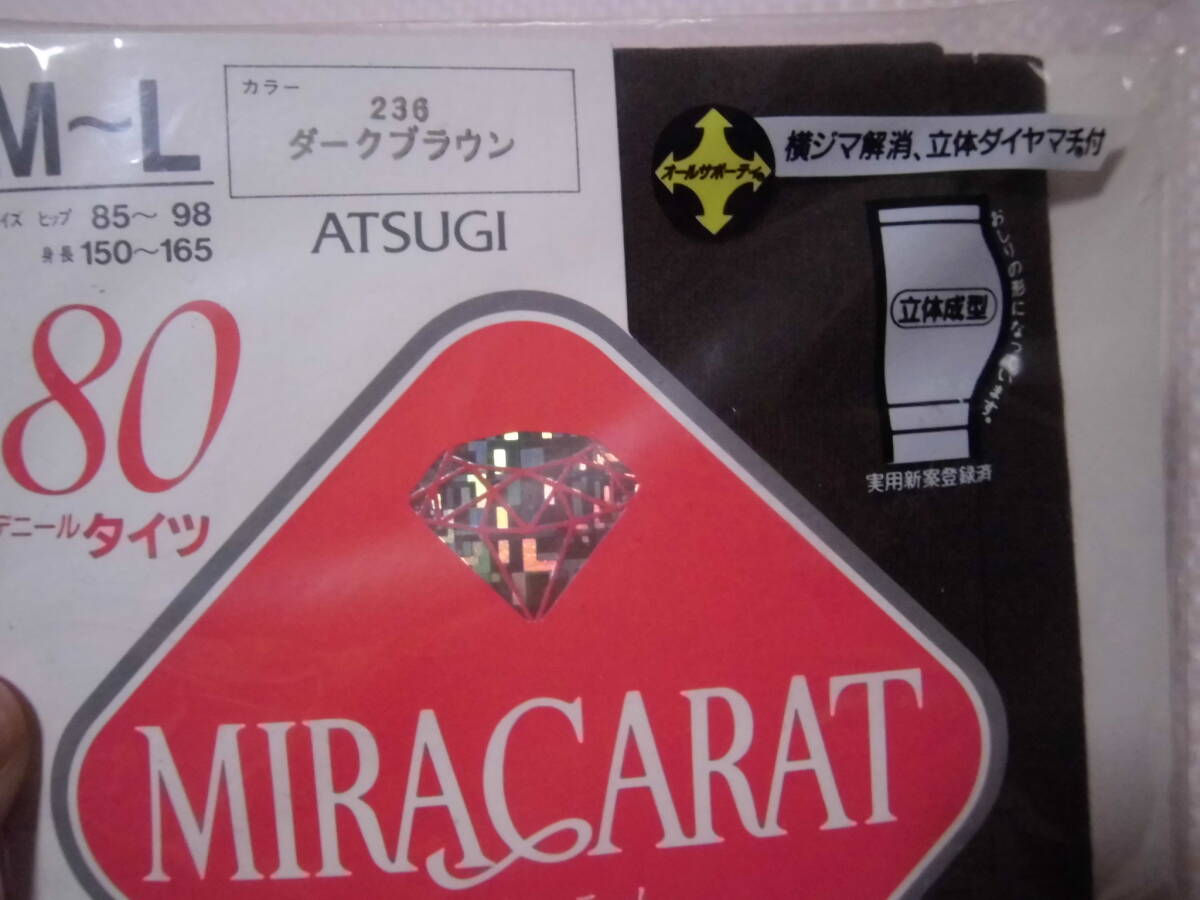 M～L
イズ ヒップ 85～98
身長 150～165
カラー
236
ダークブラウン
ATSUGI
80
デニール タイツ
オールサポーティ
横ジマ解消、立体ダイヤマチ付
立体成型
おしりの形になっています。
実用新案登録済
MIRACARAT